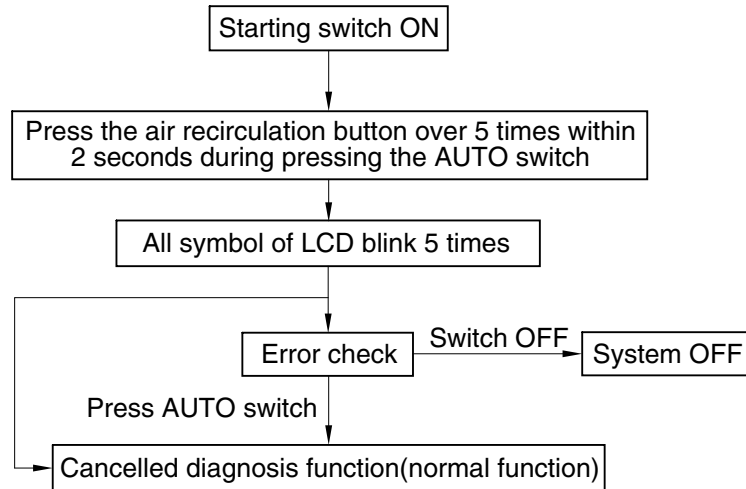 Starting switch ON
Press the air recirculation button over 5 times within
2 seconds during pressing the AUTO switch
All symbol of LCD blink 5 times
Error check
Switch OFF
System OFF
Press AUTO switch
Cancelled diagnosis function(normal function)